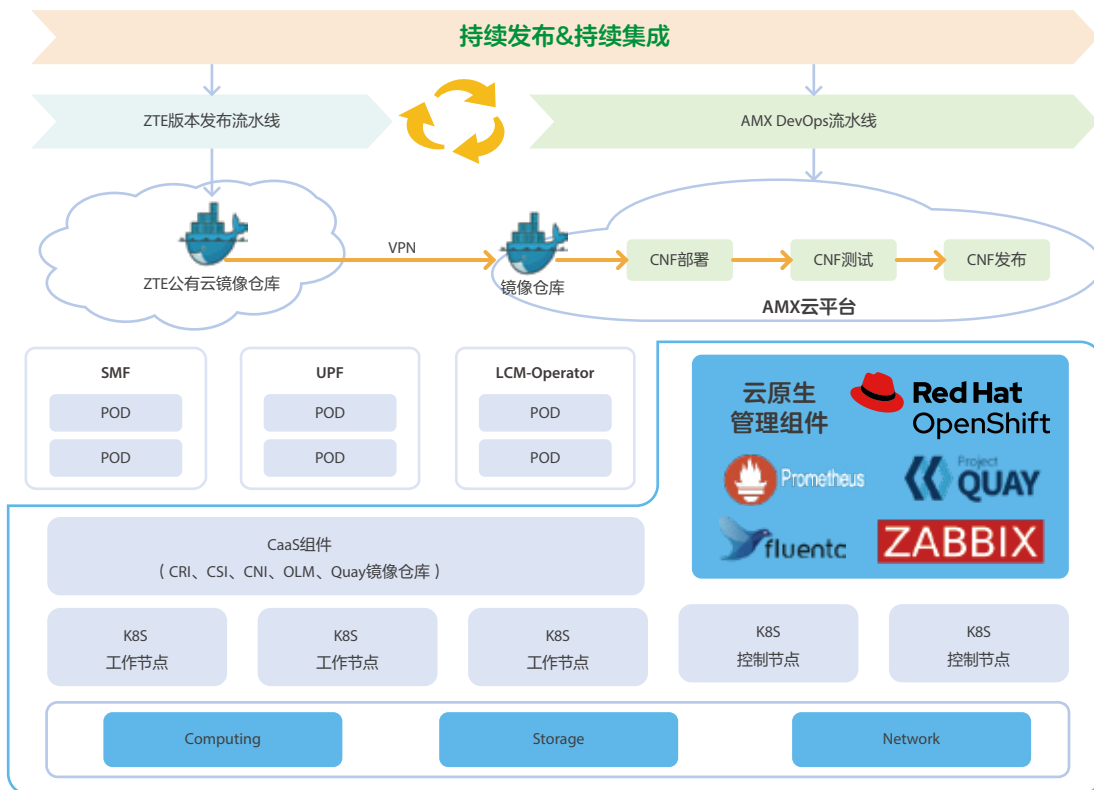 持续发布&持续集成
ZTE版本发布流水线
AMX DevOps流水线
VPN
CNF部署
CNF测试
CNF发布
ZTE公有云镜像仓库
镜像仓库
AMX云平台
SMF
POD
POD
UPF
POD
POD
LCM-Operator
POD
POD
云原生
管理组件
Red Hat
OpenShift
Prometheus
Project
QUAY
fluentc
ZABBIX
CaaS组件
（CRI、CSI、CNI、OLM、Quay镜像仓库）
K8S
工作节点
K8S
工作节点
K8S
工作节点
K8S
控制节点
K8S
控制节点
Computing
Storage
Network